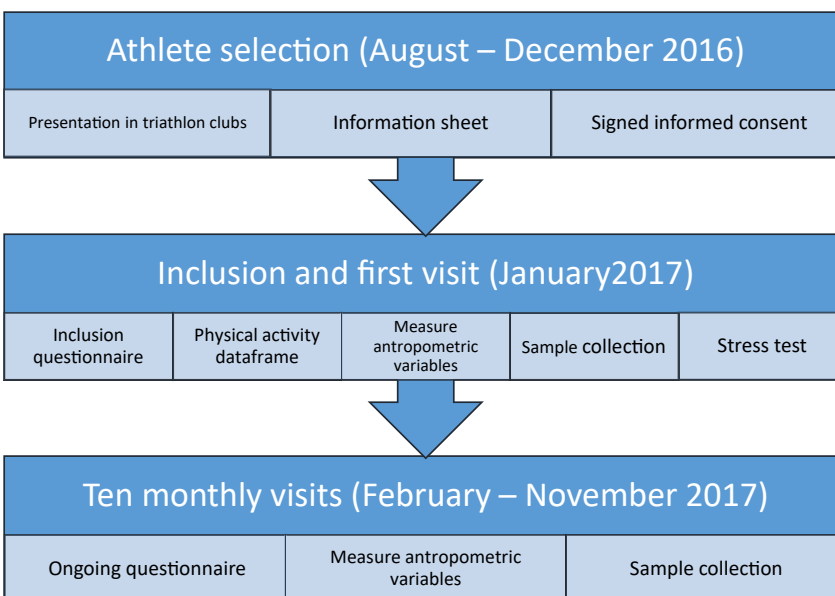 Athlete selection (August – December 2016)
Presentation in triathlon clubs
Information sheet
Signed informed consent
Inclusion and first visit (January2017)
Inclusion
questionnaire
Physical activity
dataframe
Measure
antropometric
variables
Sample collection
Stress test
Ten monthly visits (February – November 2017)
Ongoing questionnaire
Measure antropometric
variables
Sample collection